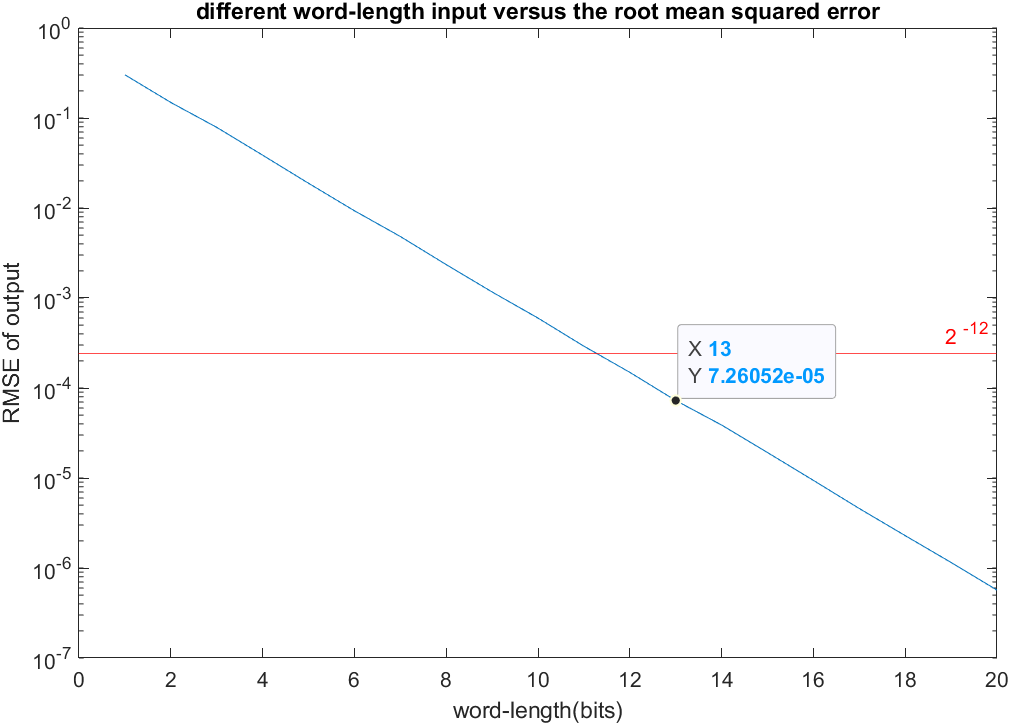 different word-length input versus the root mean squared error
10^0
10^-1
10^-2
10^-3
10^-4
10^-5
10^-6
10^-7
RMSE of output
2^-12
X 13
Y 7.26052e-05
0 2 4 6 8 10 12 14 16 18 20
word-length(bits)